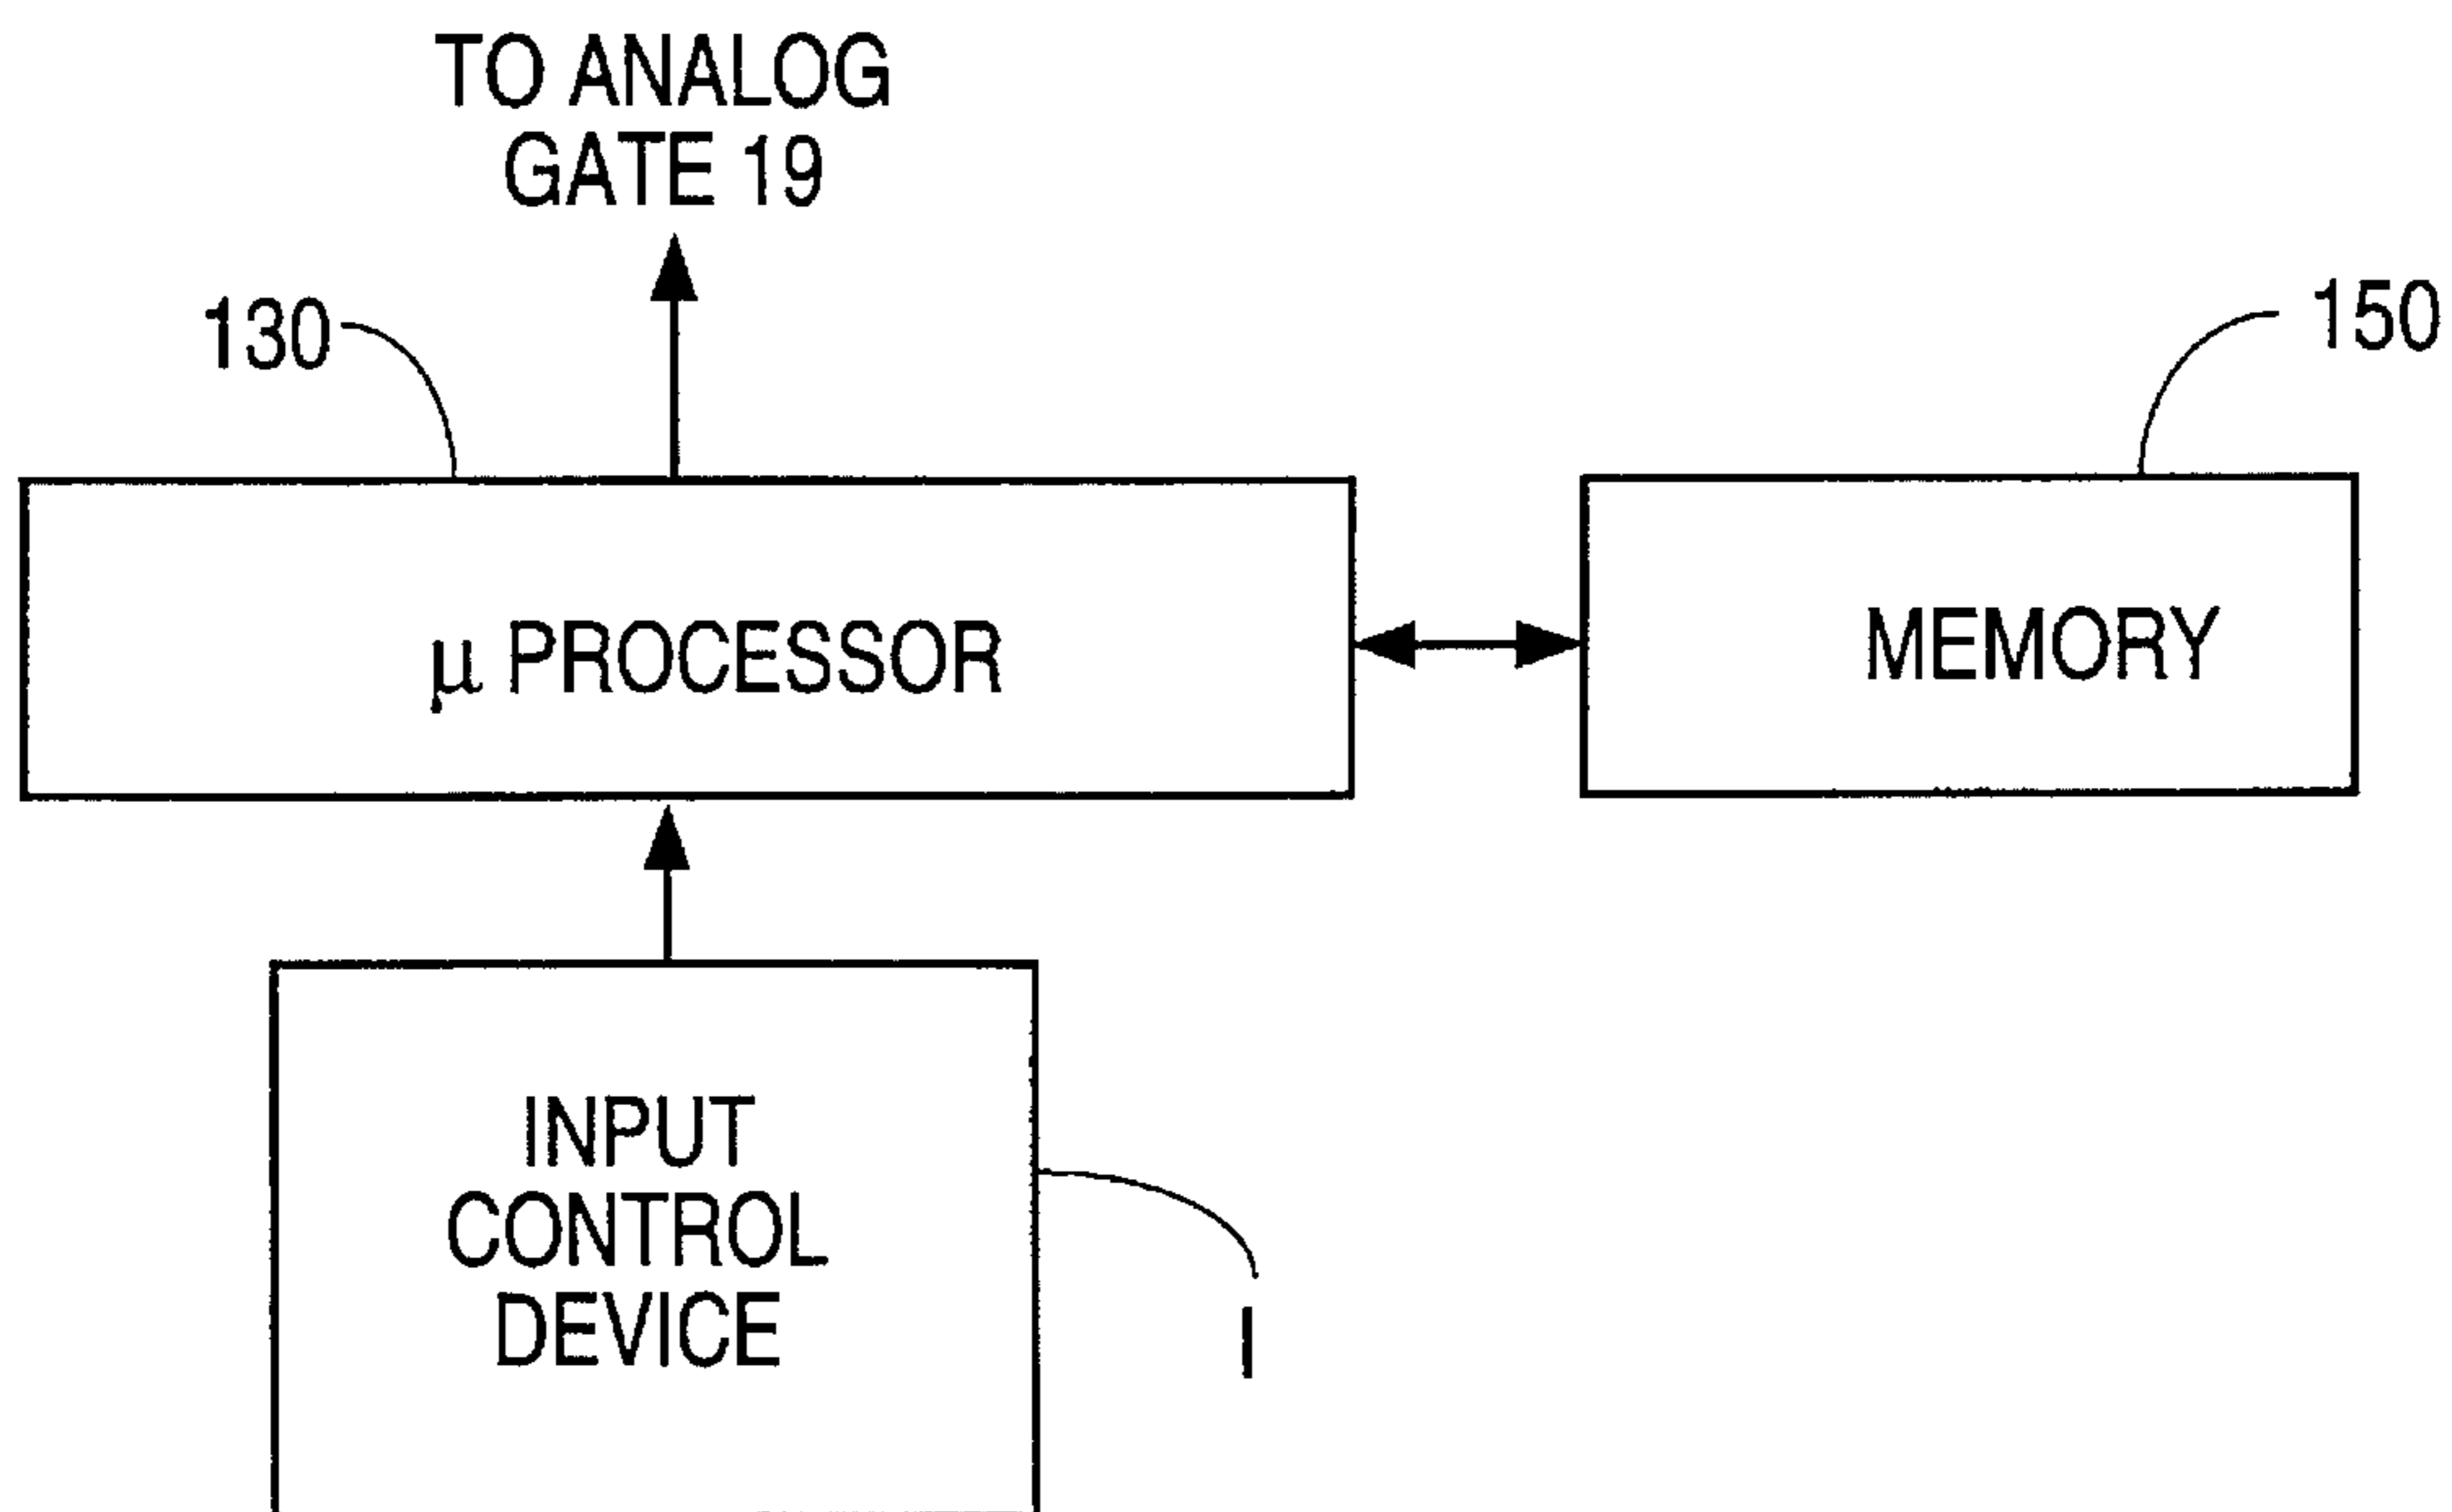 TO ANALOG
GATE 19
130
150
μ PROCESSOR
MEMORY
INPUT
CONTROL
DEVICE
I